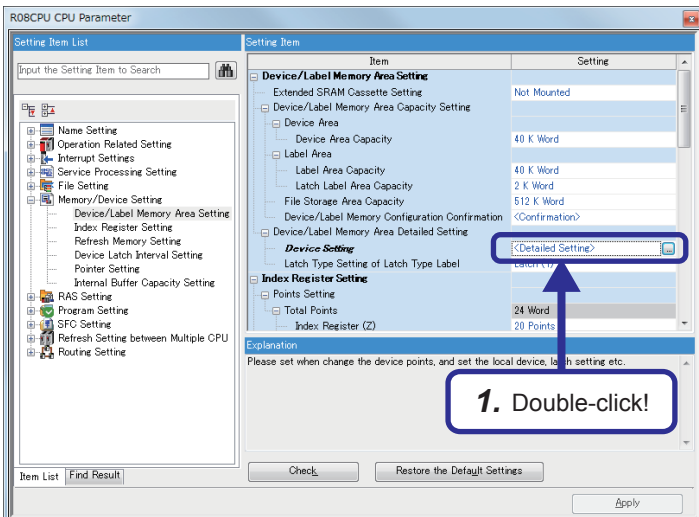 R08CPU CPU Parameter
Setting Item List
Input the Setting Item to Search
Name Setting
Operation Related Setting
Interrupt Settings
Service Processing Setting
File Setting
Memory/Device Setting
Device/Label Memory Area Setting
Index Register Setting
Refresh Memory Setting
Device Latch Interval Setting
Pointer Setting
Internal Buffer Capacity Setting
RAS Setting
Program Setting
SFC Setting
Refresh Setting between Multiple CPU
Routing Setting
Item List Find Result
Setting Item
Item Setting
Device/Label Memory Area Setting
Extended SRAM Cassette Setting Not Mounted
Device/Label Memory Area Capacity Setting
Device Area
Device Area Capacity 40 K Word
Label Area
Label Area Capacity 40 K Word
Latch Label Area Capacity 2 K Word
File Storage Area Capacity 512 K Word
Device/Label Memory Configuration Confirmation <Confirmation>
Device/Label Memory Area Detailed Setting
Device Setting <Detailed Setting> ...
Latch Type Setting of Latch Type Label
Index Register Setting
Points Setting
Total Points 24 Word
Index Register (Z) 20 Points
Explanation
Please set when change the device points, and set the local device, latch setting etc.
1. Double-click!
Check Restore the Default Settings
Apply